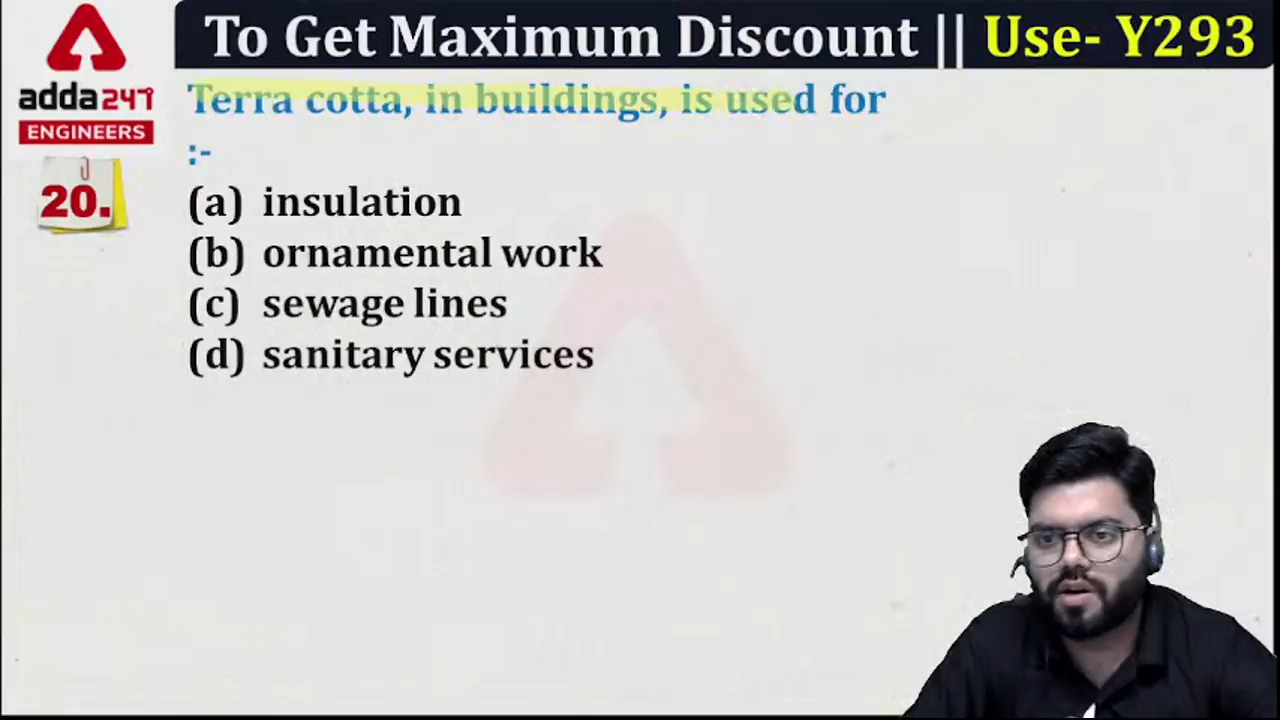 To Get Maximum Discount || Use- Y293
adda247
ENGINEERS
Terra cotta, in buildings, is used for
:-
20.
(a) insulation
(b) ornamental work
(c) sewage lines
(d) sanitary services